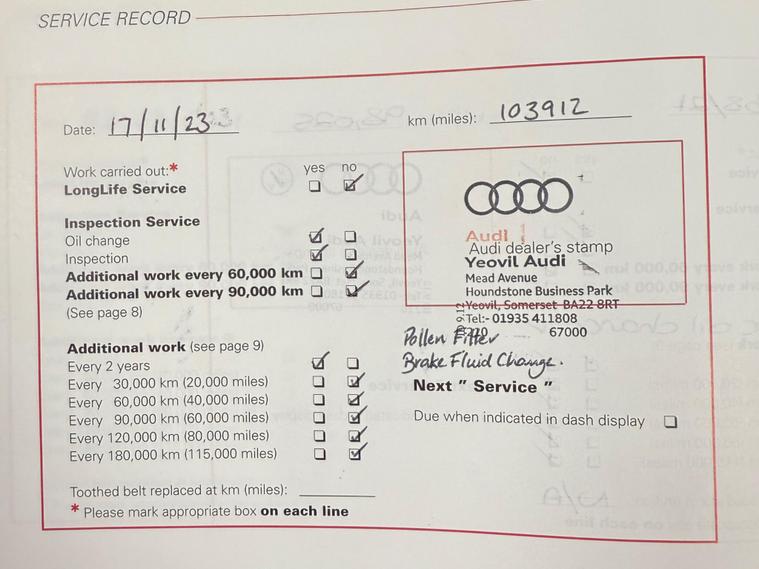 SERVICE RECORD
Date: 17/11/23 km (miles): 103912
Work carried out:* yes no
LongLife Service
Inspection Service
Oil change
Inspection
Additional work every 60,000 km
Additional work every 90,000 km
(See page 8)
Audi
Audi dealer's stamp
Yeovil Audi
Mead Avenue
Houndstone Business Park
Yeovil, Somerset BA22 8RT
Tel:- 01935 411808
67000
Pollen Filter
Brake Fluid Change.
Additional work (see page 9)
Every 2 years
Every 30,000 km (20,000 miles)
Every 60,000 km (40,000 miles)
Every 90,000 km (60,000 miles)
Every 120,000 km (80,000 miles)
Every 180,000 km (115,000 miles)
Next " Service "
Due when indicated in dash display
Toothed belt replaced at km (miles):
* Please mark appropriate box on each line